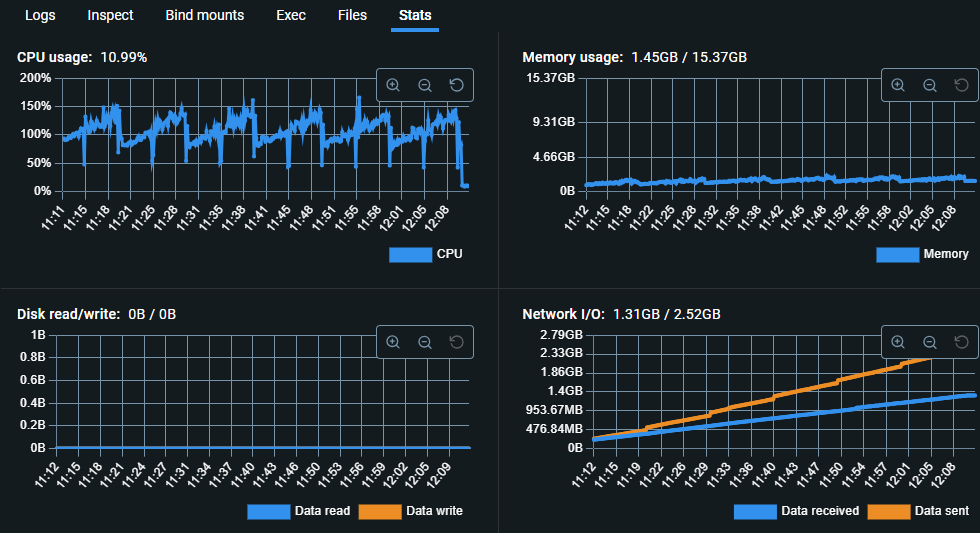 Logs Inspect Bind mounts Exec Files Stats
CPU usage: 10.99%
200%
150%
100%
50%
0%
11:11 11:15 11:18 11:21 11:25 11:28 11:31 11:35 11:38 11:41 11:45 11:48 11:51 11:55 11:58 12:01 12:05 12:08
CPU
Memory usage: 1.45GB / 15.37GB
15.37GB
9.31GB
4.66GB
0B
11:12 11:15 11:18 11:22 11:25 11:28 11:32 11:35 11:38 11:42 11:45 11:48 11:52 11:55 11:58 12:02 12:05 12:08
Memory
Disk read/write: 0B / 0B
1B
0.8B
0.6B
0.4B
0.2B
0B
11:12 11:15 11:18 11:21 11:24 11:27 11:31 11:34 11:37 11:40 11:43 11:46 11:50 11:53 11:56 11:59 12:02 12:05 12:09
Data read Data write
Network I/O: 1.31GB / 2.52GB
2.79GB
2.33GB
1.86GB
1.4GB
953.67MB
476.84MB
0B
11:12 11:15 11:19 11:22 11:26 11:29 11:33 11:36 11:40 11:43 11:47 11:50 11:54 11:57 12:01 12:05 12:08
Data received Data sent